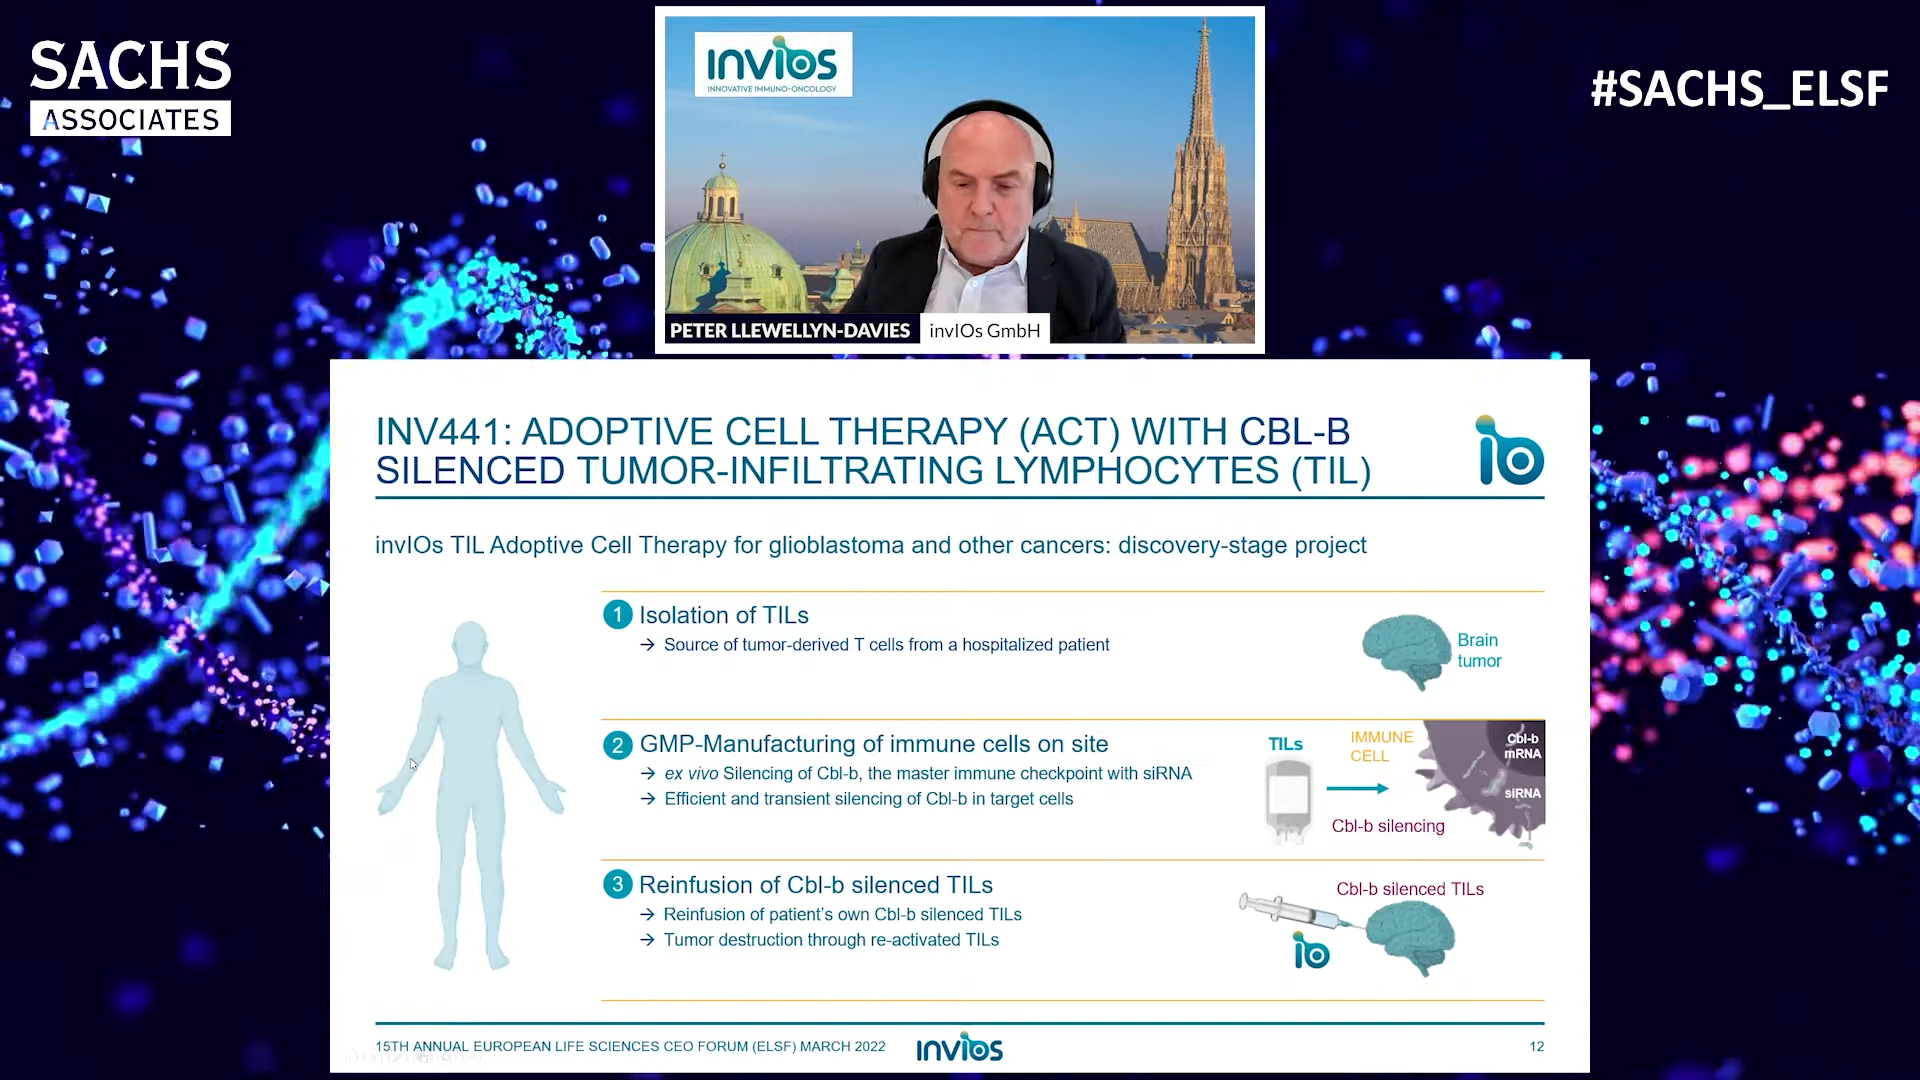 SACHS
ASSOCIATES
invIOs
INNOVATIVE IMMUNO-ONCOLOGY
#SACHS_ELSF
PETER LLEWELLYN-DAVIES invIOs GmbH
INV441: ADOPTIVE CELL THERAPY (ACT) WITH CBL-B
SILENCED TUMOR-INFILTRATING LYMPHOCYTES (TIL)
io
invIOs TIL Adoptive Cell Therapy for glioblastoma and other cancers: discovery-stage project
1 Isolation of TILs
→ Source of tumor-derived T cells from a hospitalized patient
Brain
tumor
2 GMP-Manufacturing of immune cells on site
→ ex vivo Silencing of Cbl-b, the master immune checkpoint with siRNA
→ Efficient and transient silencing of Cbl-b in target cells
TILs
IMMUNE
CELL
Cbl-b
mRNA
siRNA
Cbl-b silencing
3 Reinfusion of Cbl-b silenced TILs
→ Reinfusion of patient's own Cbl-b silenced TILs
→ Tumor destruction through re-activated TILs
Cbl-b silenced TILs
io
15TH ANNUAL EUROPEAN LIFE SCIENCES CEO FORUM (ELSF) MARCH 2022
invIOs
12